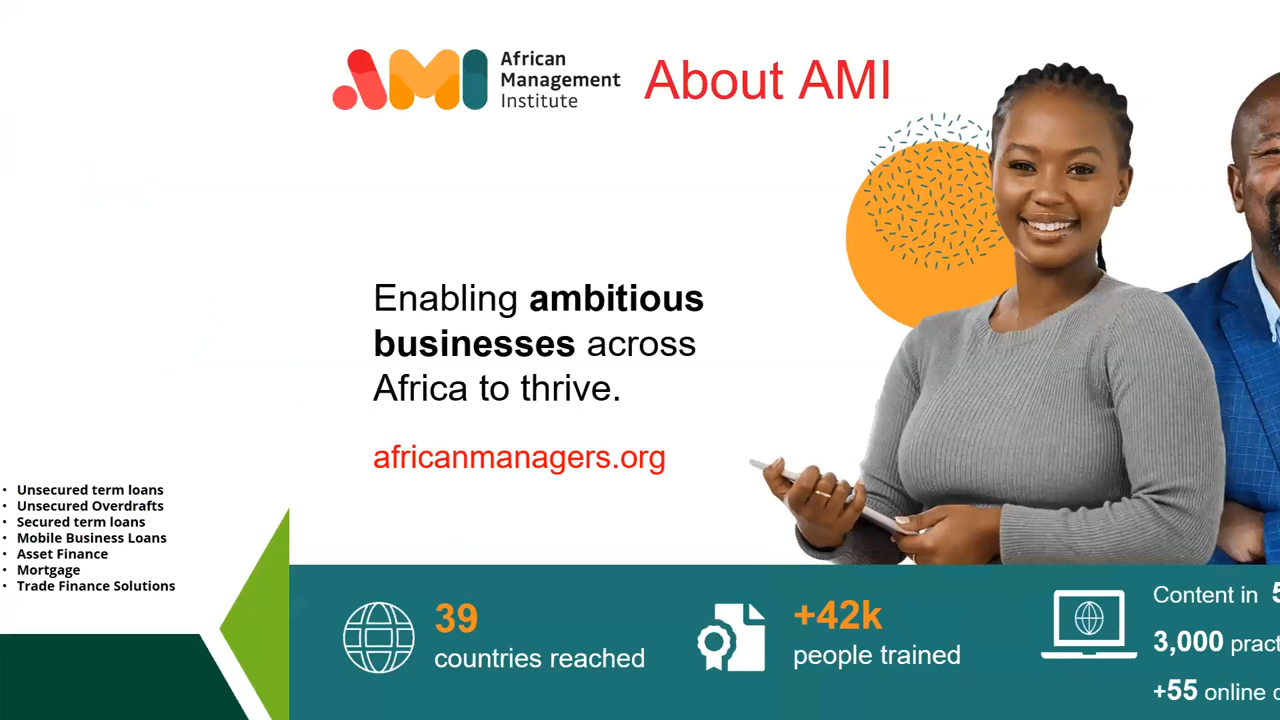 AMI
African
Management
Institute
About AMI
Enabling ambitious
businesses across
Africa to thrive.
africanmanagers.org
• Unsecured term loans
• Unsecured Overdrafts
• Secured term loans
• Mobile Business Loans
• Asset Finance
• Mortgage
• Trade Finance Solutions
39
countries reached
+42k
people trained
Content in
3,000
+55 online